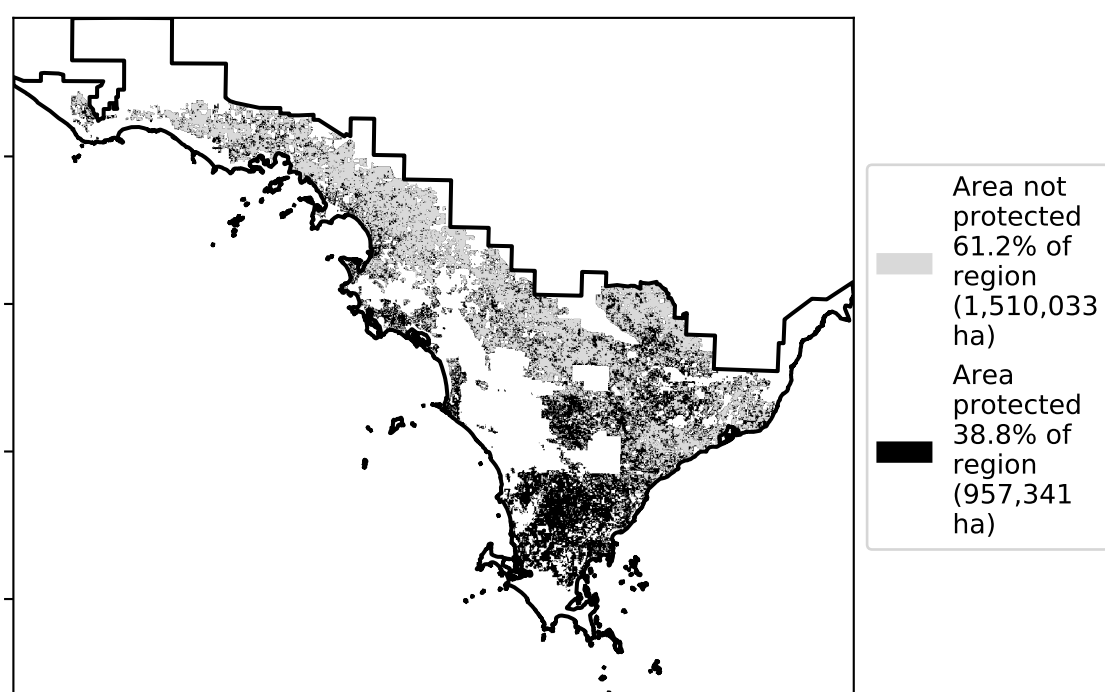 Area not
protected
61.2% of
region
(1,510,033
ha)
Area
protected
38.8% of
region
(957,341
ha)